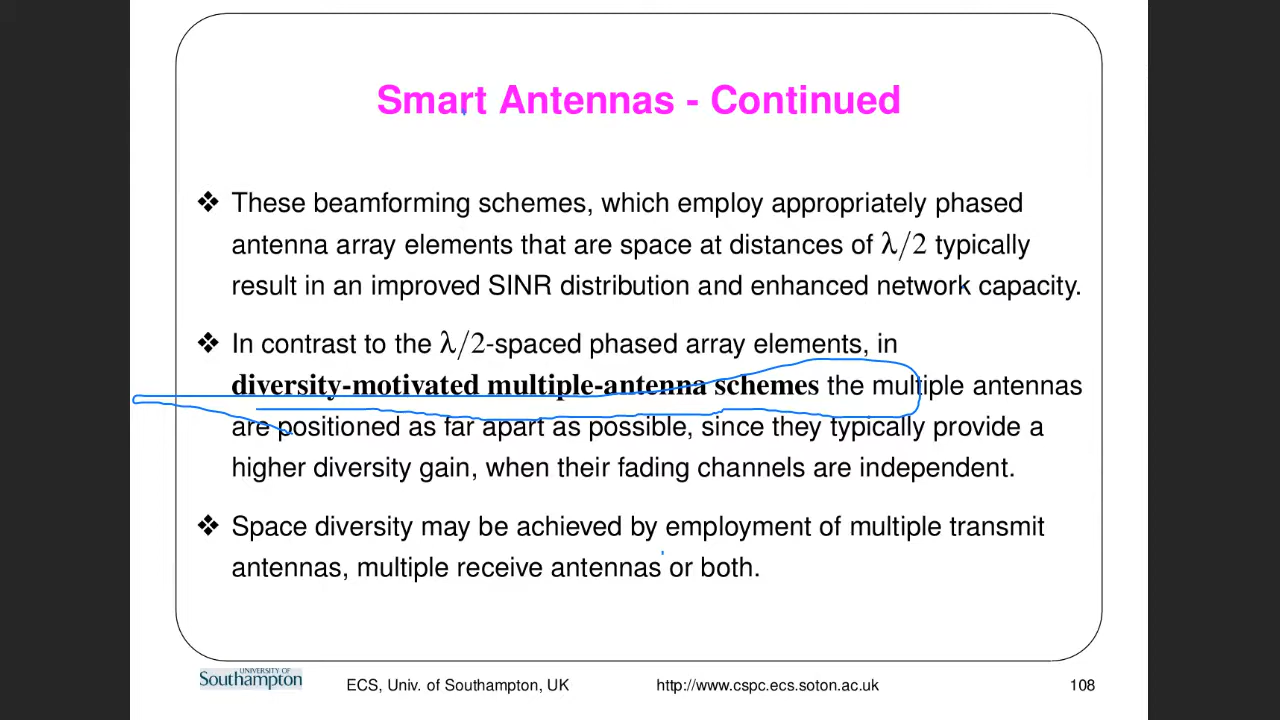 Smart Antennas - Continued
❖ These beamforming schemes, which employ appropriately phased
antenna array elements that are space at distances of λ/2 typically
result in an improved SINR distribution and enhanced network capacity.
❖ In contrast to the λ/2-spaced phased array elements, in
diversity-motivated multiple-antenna schemes the multiple antennas
are positioned as far apart as possible, since they typically provide a
higher diversity gain, when their fading channels are independent.
❖ Space diversity may be achieved by employment of multiple transmit
antennas, multiple receive antennas or both.
UNIVERSITY OF
Southampton
ECS, Univ. of Southampton, UK
http://www.cspc.ecs.soton.ac.uk
108